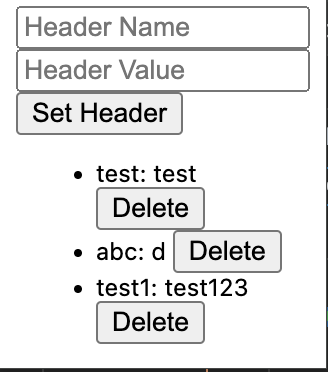 Header Name
Header Value
Set Header
test: test
Delete
abc: d Delete
test1: test123
Delete